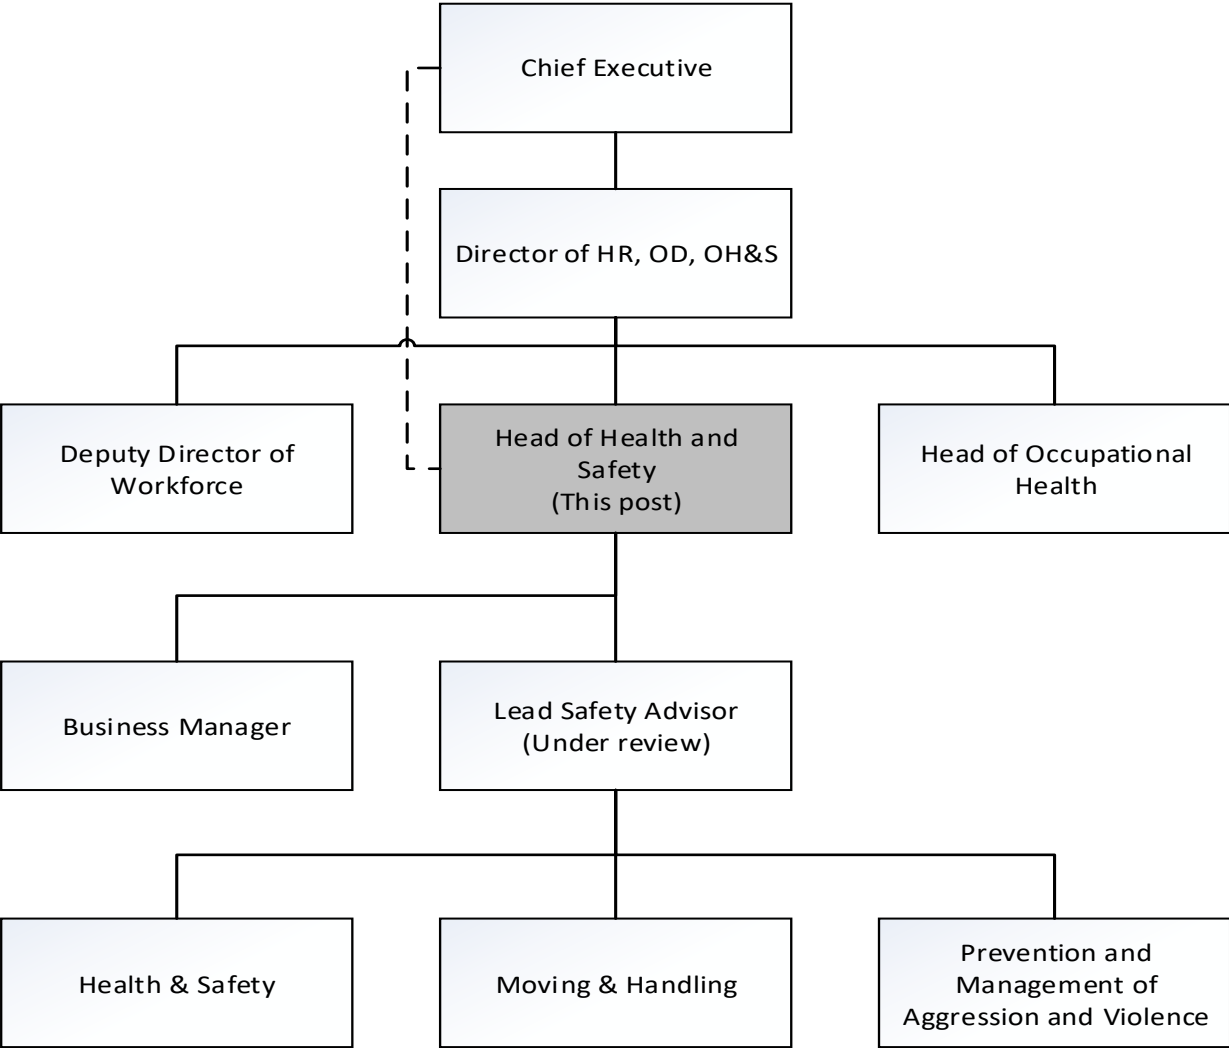 Chief Executive
Director of HR, OD, OH&S
Deputy Director of
Workforce
Head of Health and
Safety
(This post)
Head of Occupational
Health
Business Manager
Lead Safety Advisor
(Under review)
Health & Safety
Moving & Handling
Prevention and
Management of
Aggression and Violence